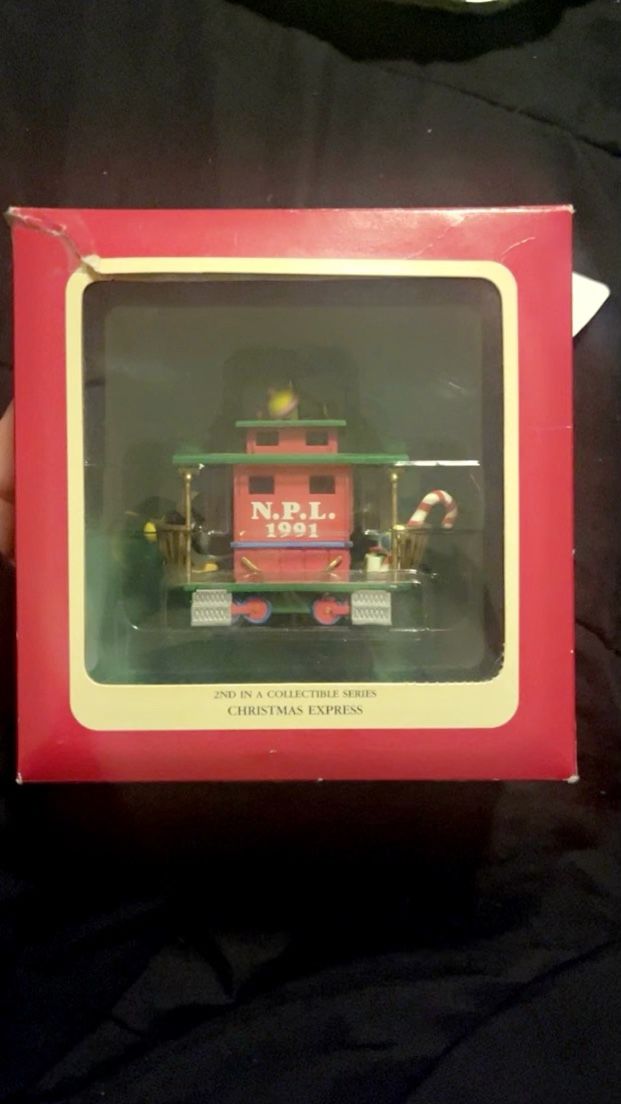 N.P.L.
1991
2ND IN A COLLECTIBLE SERIES
CHRISTMAS EXPRESS